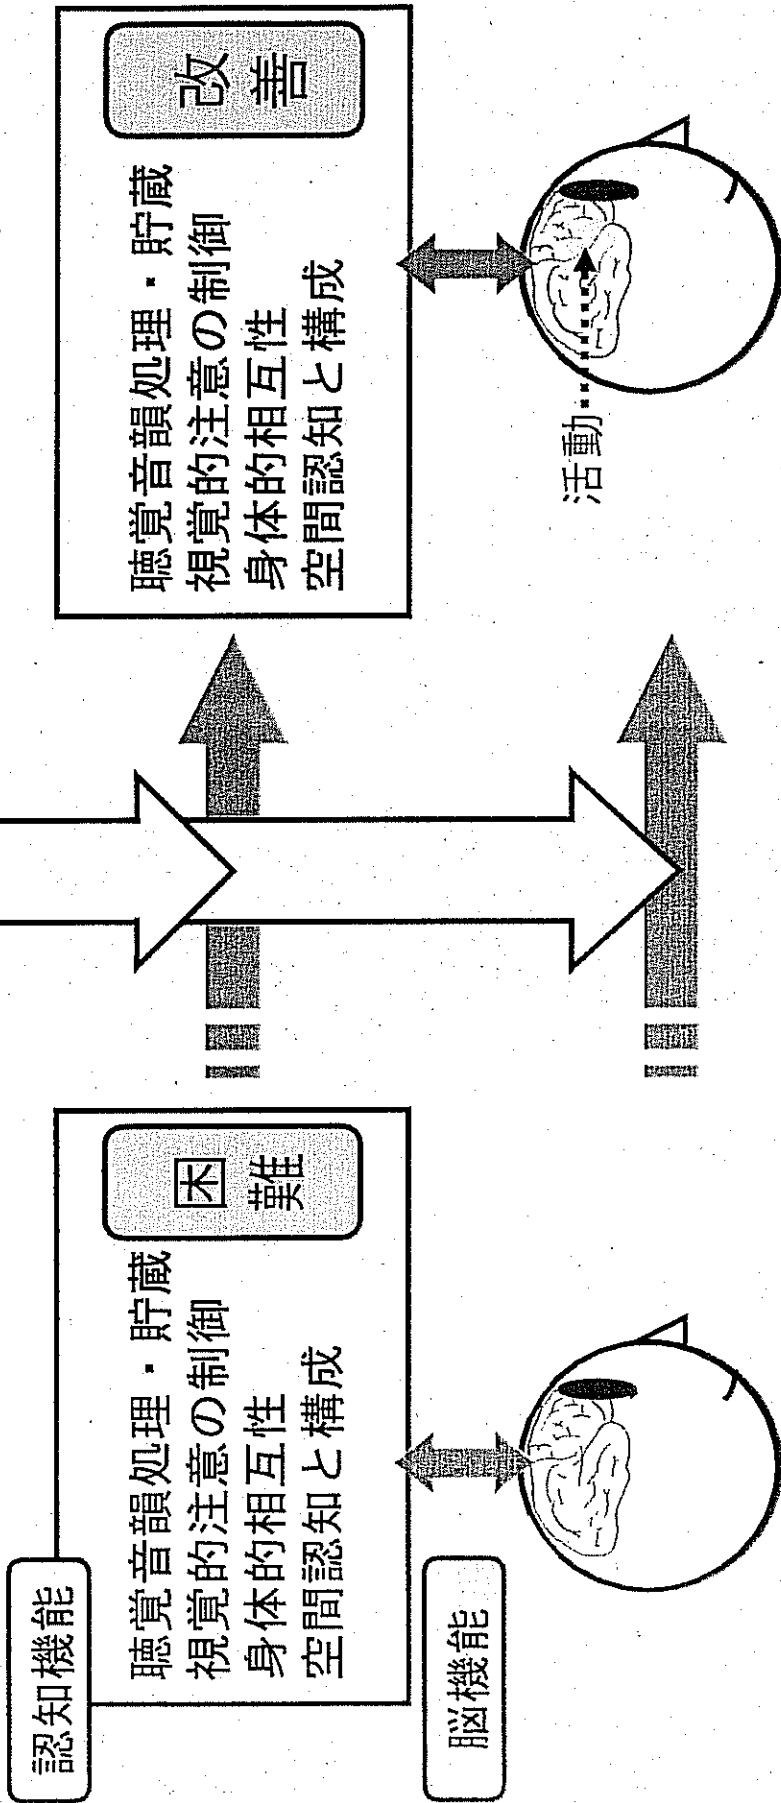 認知機能
聴覚音韻処理・貯蔵
視覚的注意の制御
身体的相互性
空間認知と構成
困
難
聴覚音韻処理・貯蔵
視覚的注意の制御
身体的相互性
空間認知と構成
改
善
脳機能
活動